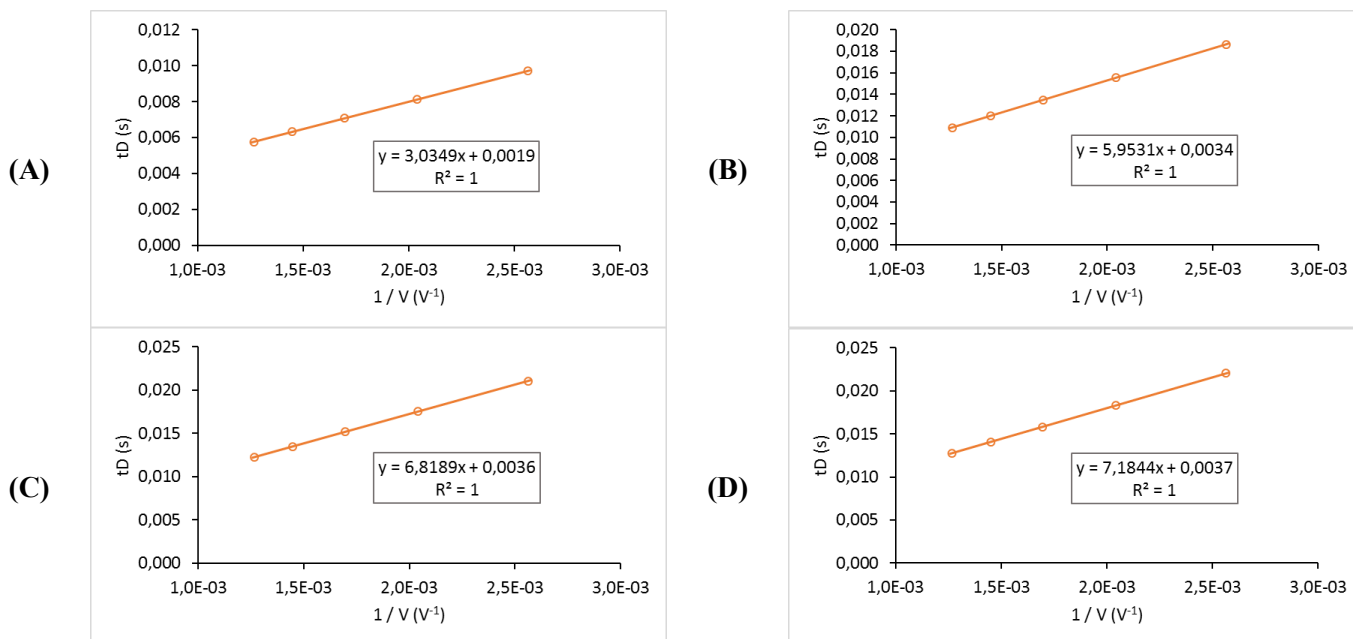 (A)
0,012
0,010
0,008
0,006
0,004
0,002
0,000
tD (s)
y = 3,0349x + 0,0019
R² = 1
1,0E-03 1,5E-03 2,0E-03 2,5E-03 3,0E-03
1 / V (V⁻¹)
(B)
0,020
0,018
0,016
0,014
0,012
0,010
0,008
0,006
0,004
0,002
0,000
tD (s)
y = 5,9531x + 0,0034
R² = 1
1,0E-03 1,5E-03 2,0E-03 2,5E-03 3,0E-03
1 / V (V⁻¹)
(C)
0,025
0,020
0,015
0,010
0,005
0,000
tD (s)
y = 6,8189x + 0,0036
R² = 1
1,0E-03 1,5E-03 2,0E-03 2,5E-03 3,0E-03
1 / V (V⁻¹)
(D)
0,025
0,020
0,015
0,010
0,005
0,000
tD (s)
y = 7,1844x + 0,0037
R² = 1
1,0E-03 1,5E-03 2,0E-03 2,5E-03 3,0E-03
1 / V (V⁻¹)